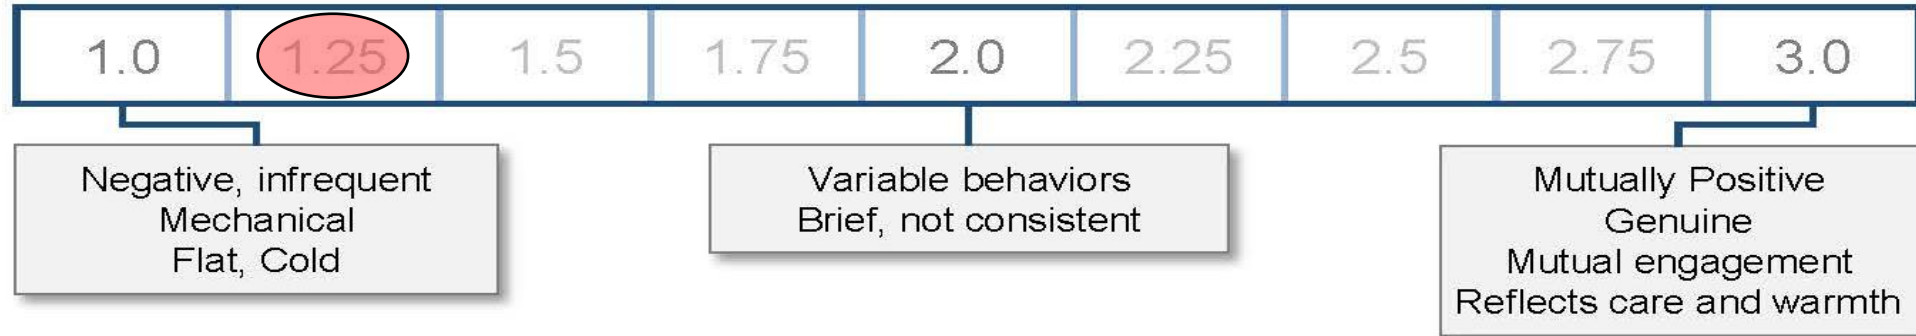 1.0 1.25 1.5 1.75 2.0 2.25 2.5 2.75 3.0
Negative, infrequent
Mechanical
Flat, Cold
Variable behaviors
Brief, not consistent
Mutually Positive
Genuine
Mutual engagement
Reflects care and warmth